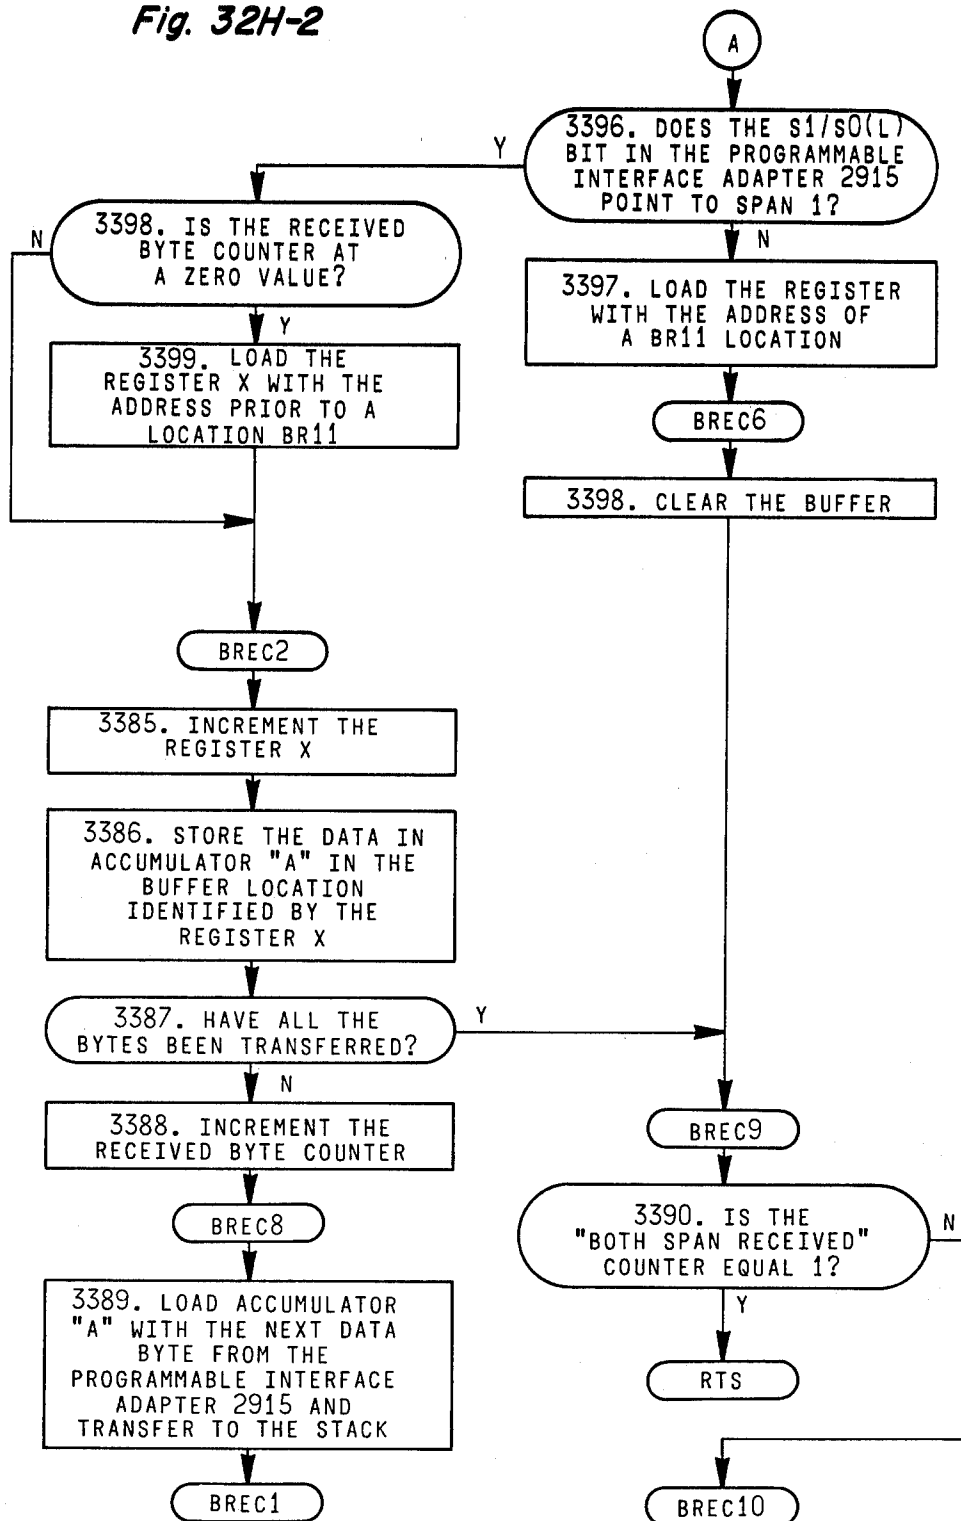 Fig. 32H-2
A
3396. DOES THE S1/S0(L)
BIT IN THE PROGRAMMABLE
INTERFACE ADAPTER 2915
POINT TO SPAN 1?
Y
N
3398. IS THE RECEIVED
BYTE COUNTER AT
A ZERO VALUE?
N
Y
3399. LOAD THE
REGISTER X WITH THE
ADDRESS PRIOR TO A
LOCATION BR11
3397. LOAD THE REGISTER
WITH THE ADDRESS OF
A BR11 LOCATION
BREC6
3398. CLEAR THE BUFFER
BREC2
3385. INCREMENT THE
REGISTER X
3386. STORE THE DATA IN
ACCUMULATOR "A" IN THE
BUFFER LOCATION
IDENTIFIED BY THE
REGISTER X
3387. HAVE ALL THE
BYTES BEEN TRANSFERRED?
Y
N
3388. INCREMENT THE
RECEIVED BYTE COUNTER
BREC8
3389. LOAD ACCUMULATOR
"A" WITH THE NEXT DATA
BYTE FROM THE
PROGRAMMABLE INTERFACE
ADAPTER 2915 AND
TRANSFER TO THE STACK
BREC1
BREC9
3390. IS THE
"BOTH SPAN RECEIVED"
COUNTER EQUAL 1?
N
Y
RTS
BREC10